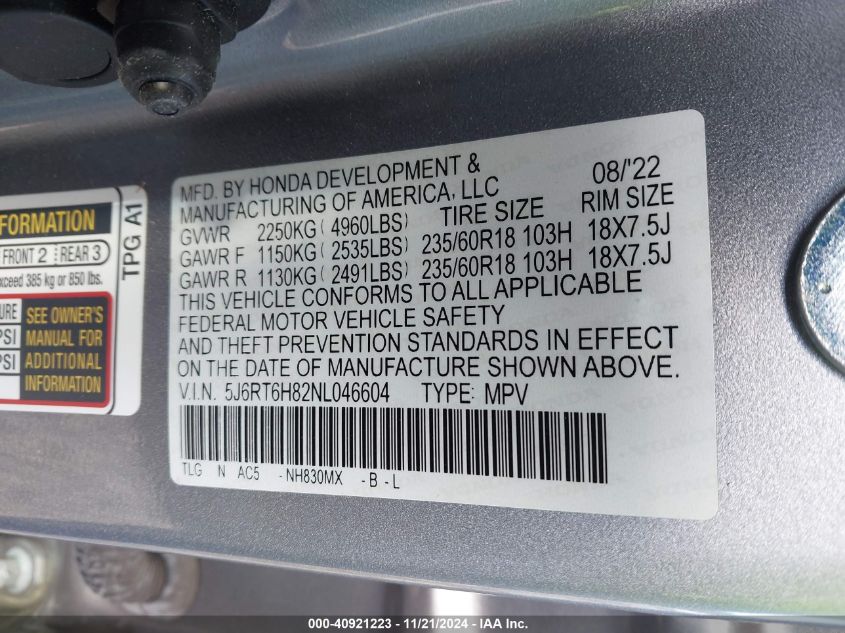 MFD. BY HONDA DEVELOPMENT & 08/'22
MANUFACTURING OF AMERICA, LLC
TIRE SIZE RIM SIZE
GVWR 2250KG( 4960LBS)
GAWR F 1150KG( 2535LBS) 235/60R18 103H 18X7.5J
GAWR R 1130KG( 2491LBS) 235/60R18 103H 18X7.5J
THIS VEHICLE CONFORMS TO ALL APPLICABLE
FEDERAL MOTOR VEHICLE SAFETY
AND THEFT PREVENTION STANDARDS IN EFFECT
ON THE DATE OF MANUFACTURE SHOWN ABOVE.
V.I.N. 5J6RT6H82NL046604 TYPE: MPV
TLG N AC5 - NH830MX - B - L
FORMATION
FRONT 2 REAR 3
exceed 385 kg or 850 lbs.
SEE OWNER'S
PSI MANUAL FOR
PSI ADDITIONAL
INFORMATION
TPG A1
000-40921223 - 11/21/2024 - IAA Inc.